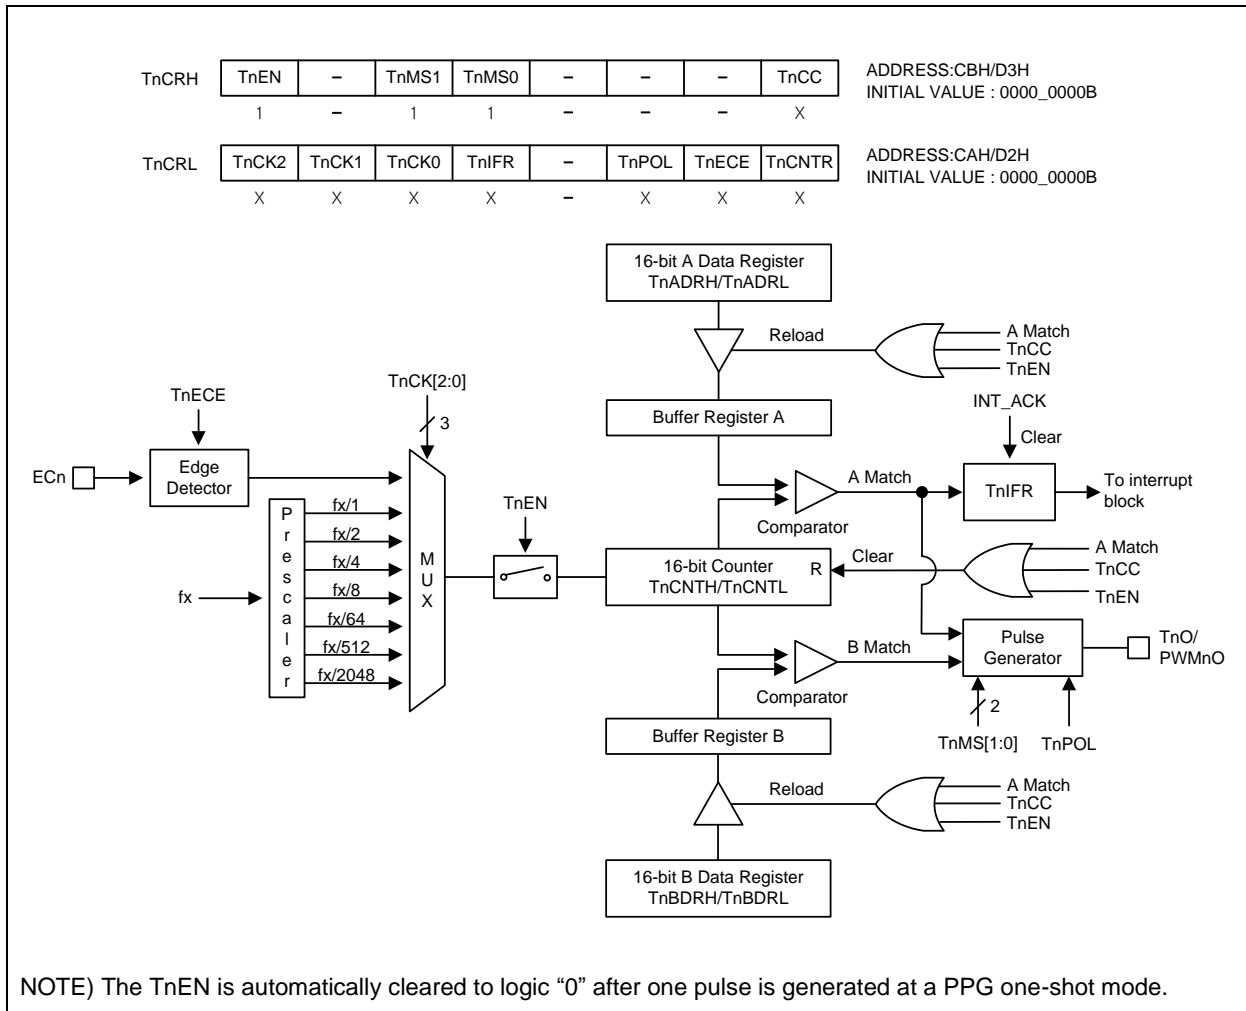 TnCRH TnEN – TnMS1 TnMS0 – – – TnCC ADDRESS:CBH/D3H
INITIAL VALUE : 0000_0000B
1 – 1 1 – – – X
TnCRL TnCK2 TnCK1 TnCK0 TnIFR – TnPOL TnECE TnCNTR ADDRESS:CAH/D2H
INITIAL VALUE : 0000_0000B
X X X X – X X X
16-bit A Data Register
TnADRH/TnADRL
Reload
A Match
TnCC
TnEN
TnECE
TnCK[2:0]
3
Buffer Register A
INT_ACK
Clear
ECn
Edge
Detector
A Match
TnIFR
To interrupt
block
Comparator
Prescaler
fx/1
fx/2
fx/4
fx/8
fx/64
fx/512
fx/2048
fx
MUX
TnEN
16-bit Counter
TnCNTH/TnCNTL
R
Clear
A Match
TnCC
TnEN
B Match
Comparator
Pulse
Generator
TnO/
PWMnO
2
TnMS[1:0]
TnPOL
Buffer Register B
Reload
A Match
TnCC
TnEN
16-bit B Data Register
TnBDRH/TnBDRL
NOTE) The TnEN is automatically cleared to logic “0” after one pulse is generated at a PPG one-shot mode.